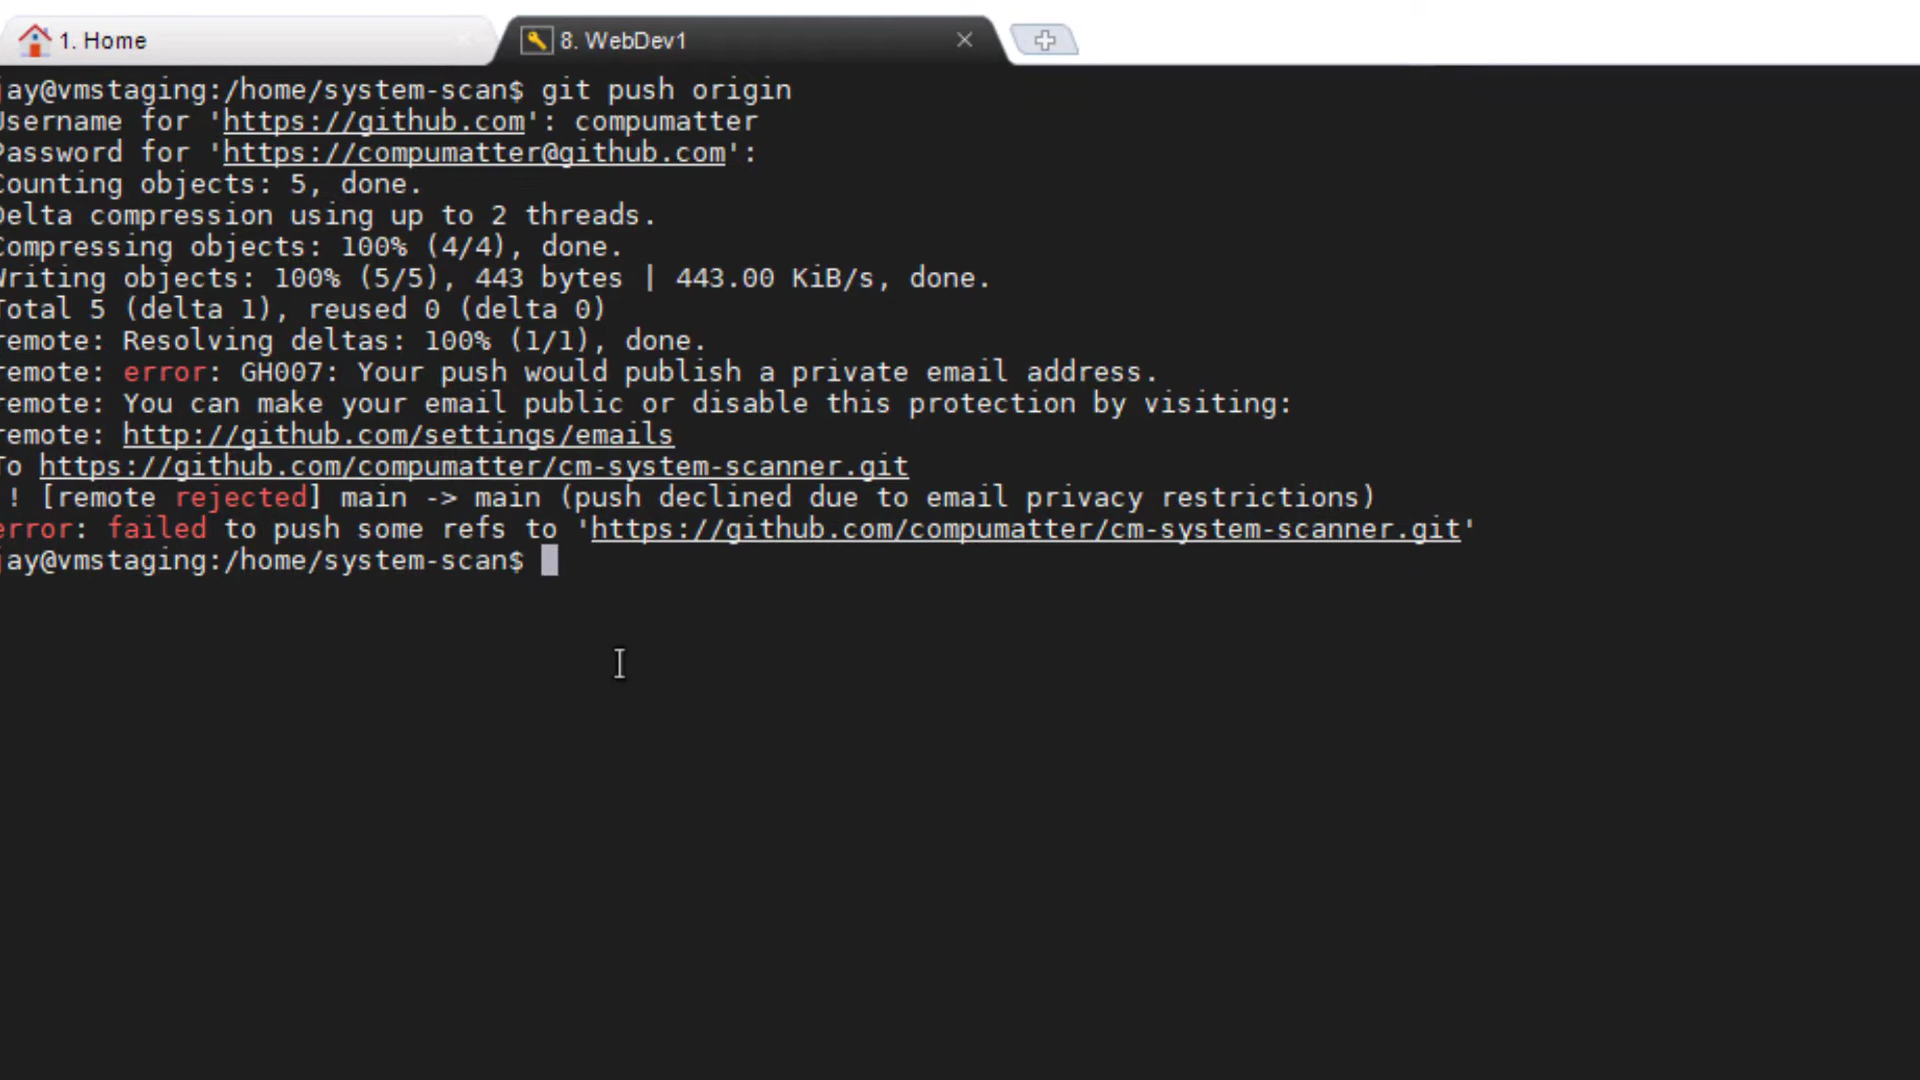 1. Home
8. WebDev1
jay@vmstaging:/home/system-scan$ git push origin
Username for 'https://github.com': compumatter
Password for 'https://compumatter@github.com':
Counting objects: 5, done.
Delta compression using up to 2 threads.
Compressing objects: 100% (4/4), done.
Writing objects: 100% (5/5), 443 bytes | 443.00 KiB/s, done.
Total 5 (delta 1), reused 0 (delta 0)
remote: Resolving deltas: 100% (1/1), done.
remote: error: GH007: Your push would publish a private email address.
remote: You can make your email public or disable this protection by visiting:
remote: http://github.com/settings/emails
To https://github.com/compumatter/cm-system-scanner.git
! [remote rejected] main -> main (push declined due to email privacy restrictions)
error: failed to push some refs to 'https://github.com/compumatter/cm-system-scanner.git'
jay@vmstaging:/home/system-scan$